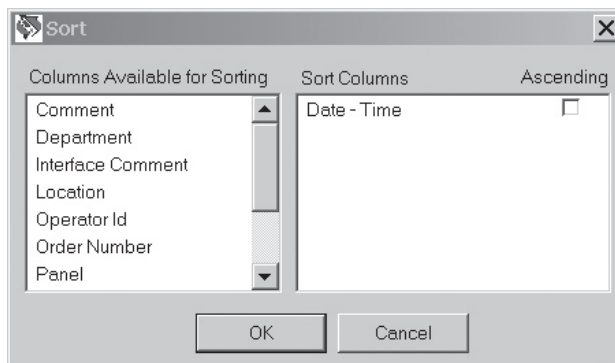 Sort
Columns Available for Sorting
Comment
Department
Interface Comment
Location
Operator Id
Order Number
Panel
Sort Columns Ascending
Date - Time
OK Cancel